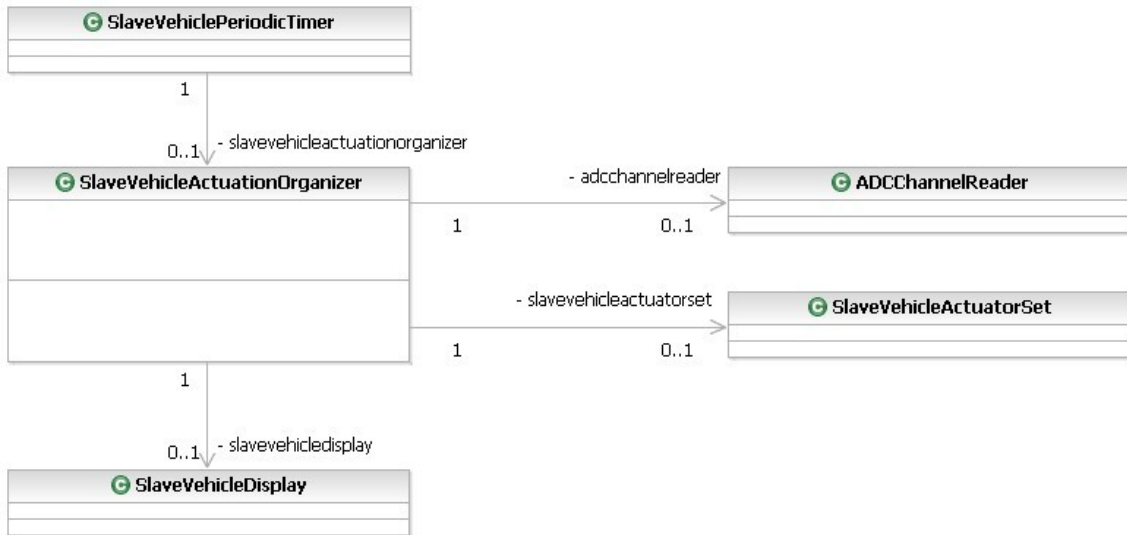 C SlaveVehiclePeriodicTimer
1
0..1 - slavevehicleactuationorganizer
C SlaveVehicleActuationOrganizer
- adcchannelreader
C ADCChannelReader
1 0..1
- slavevehicleactuatorset
C SlaveVehicleActuatorSet
1 0..1
1
0..1 - slavevehicledisplay
C SlaveVehicleDisplay